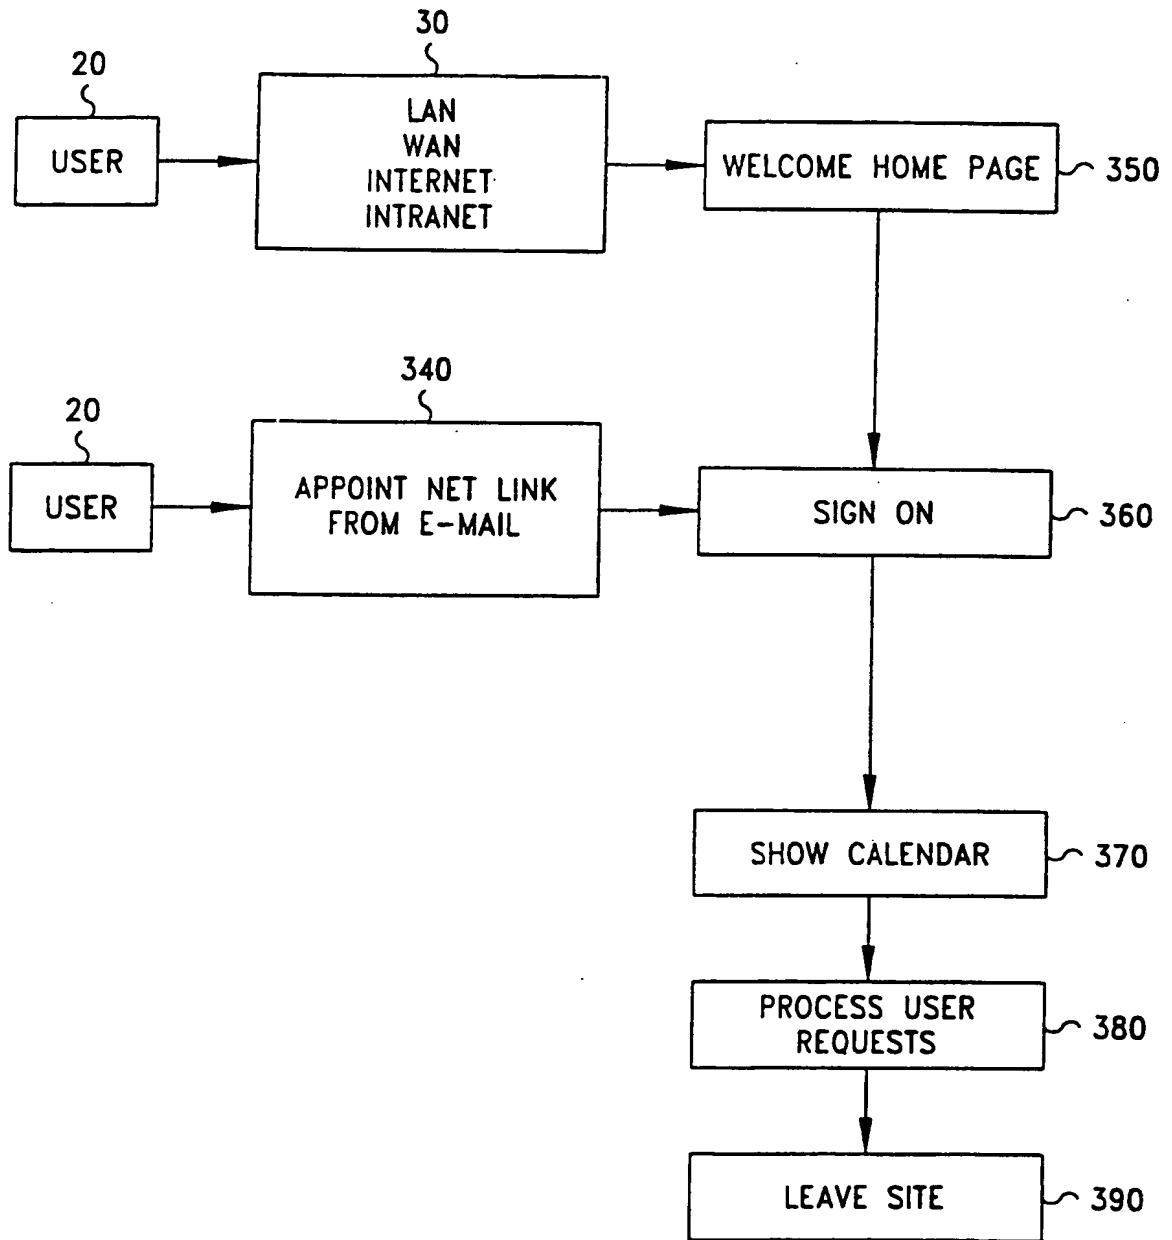 30
20
USER
LAN
WAN
INTERNET
INTRANET
WELCOME HOME PAGE
350
340
20
USER
APPOINT NET LINK
FROM E-MAIL
SIGN ON
360
SHOW CALENDAR
370
PROCESS USER
REQUESTS
380
LEAVE SITE
390